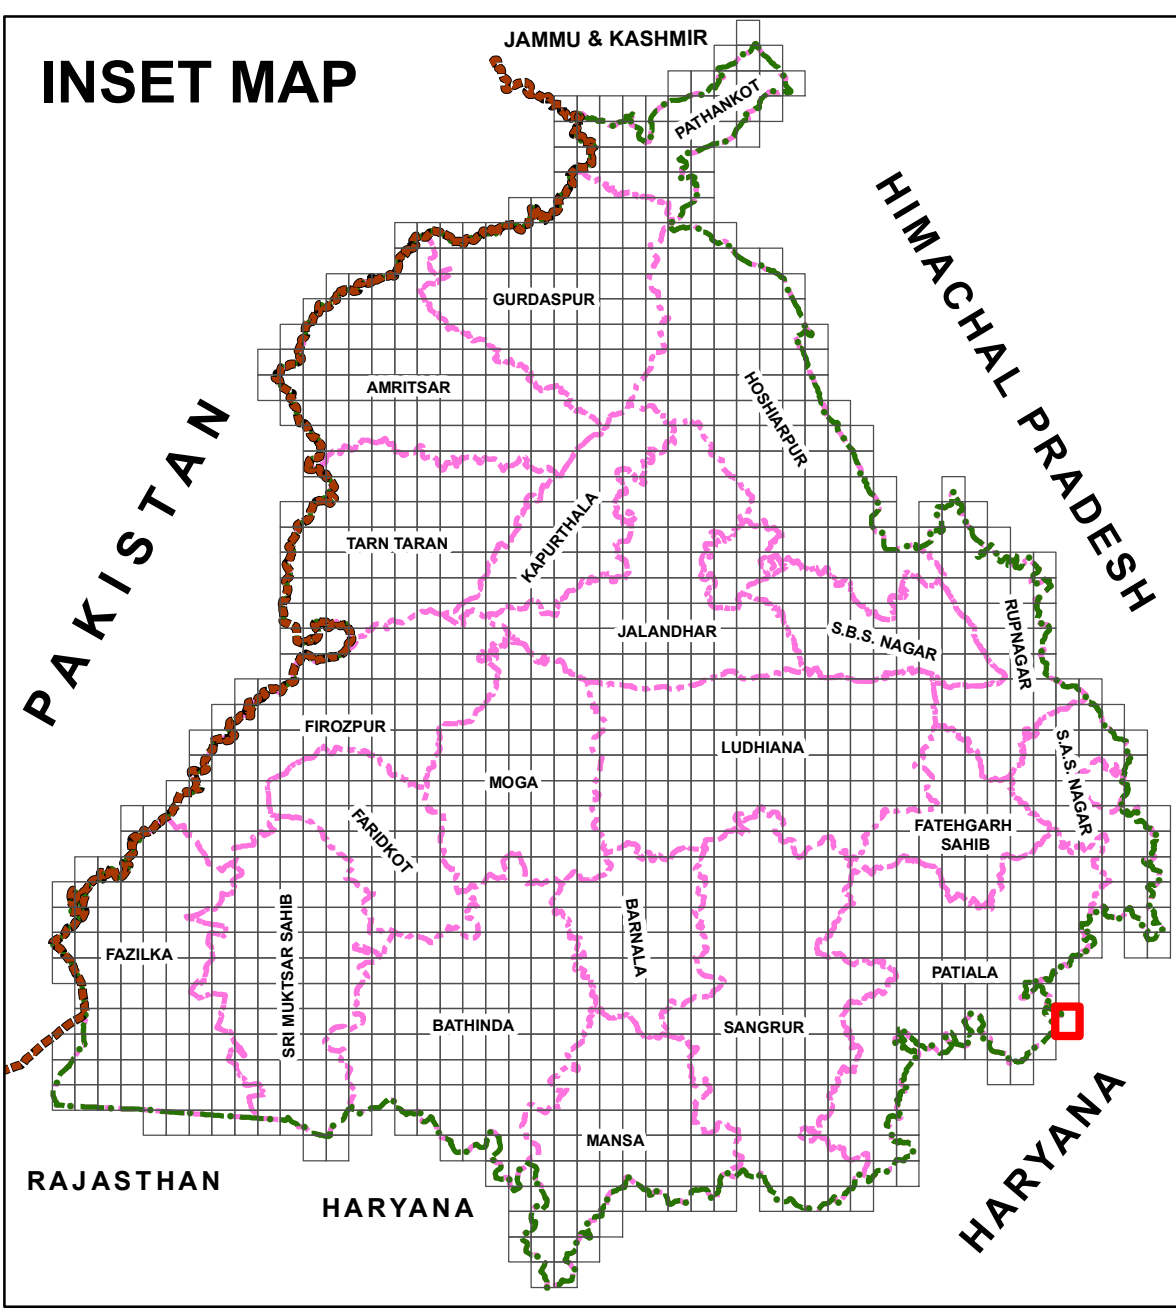 JAMMU & KASHMIR
INSET MAP
PATHANKOT
HIMACHAL PRADESH
GURDASPUR
AMRITSAR
HOSHIARPUR
PAKISTAN
KAPURTHALA
TARN TARAN
JALANDHAR
S.B.S. NAGAR
RUPNAGAR
FIROZPUR
LUDHIANA
S.A.S. NAGAR
MOGA
FARIDKOT
FATEHGARH
SAHIB
BARNALA
SRI MUKTSAR SAHIB
FAZILKA
PATIALA
BATHINDA
SANGRUR
MANSA
HARYANA
RAJASTHAN
HARYANA